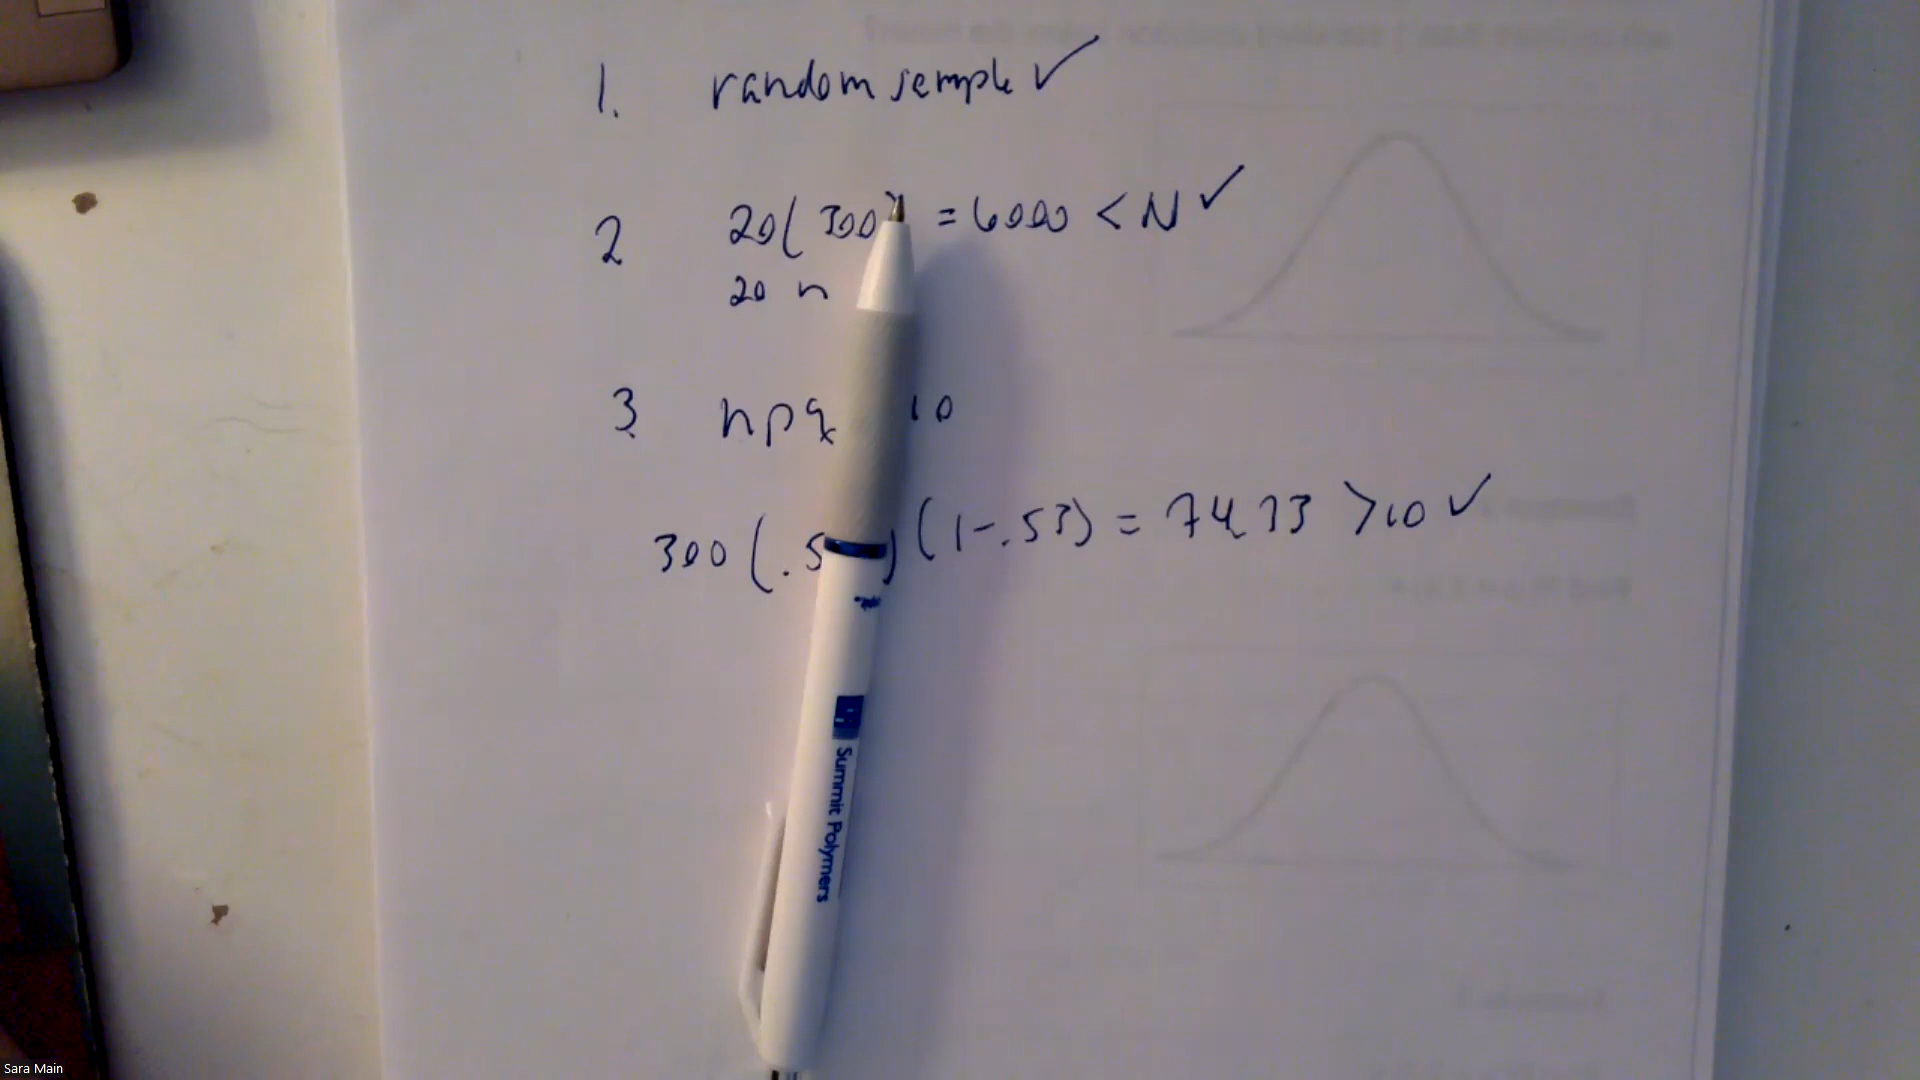 1. random semple ✓
2 20(300) = 6000 < N ✓
20 n
3. npq 10
300 (.5 ) (1-.53) = 74.73 >10 ✓
Summit Polymers
Sara Main